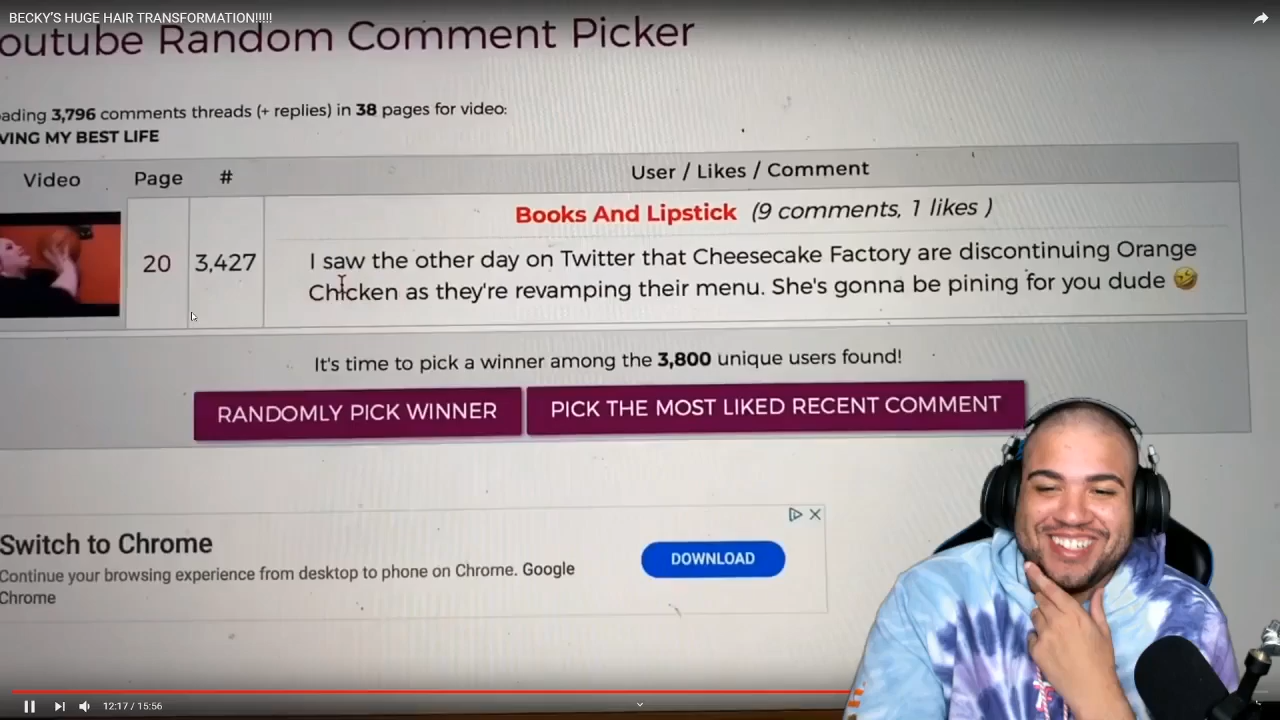 BECKY'S HUGE HAIR TRANSFORMATION!!!!!
outube Random Comment Picker
ading 3,796 comments threads (+ replies) in 38 pages for video:
VING MY BEST LIFE
Video Page # User / Likes / Comment
Books And Lipstick (9 comments, 1 likes )
20 3,427 I saw the other day on Twitter that Cheesecake Factory are discontinuing Orange
Chicken as they're revamping their menu. She's gonna be pining for you dude 🤣
It's time to pick a winner among the 3,800 unique users found!
RANDOMLY PICK WINNER PICK THE MOST LIKED RECENT COMMENT
Switch to Chrome
Continue your browsing experience from desktop to phone on Chrome. Google
Chrome
DOWNLOAD
12:17 / 15:56